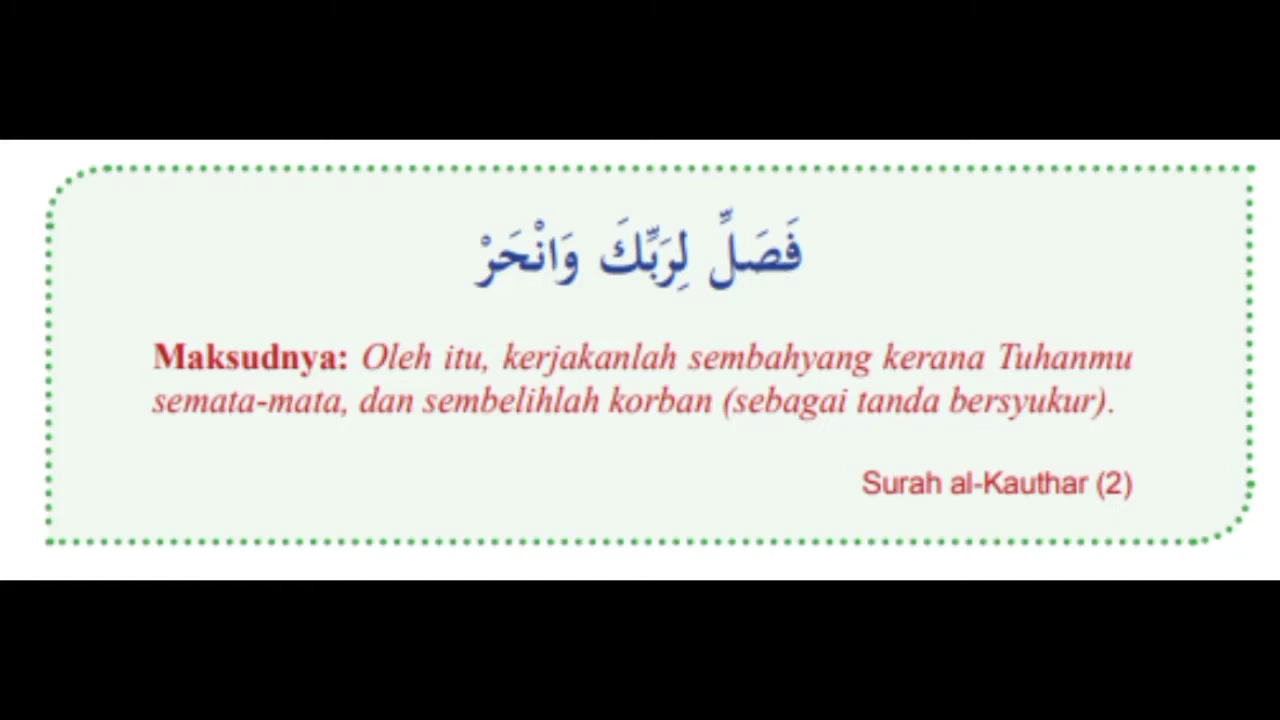 فَصَلِّ لِرَبِّكَ وَانْحَرْ
Maksudnya: Oleh itu, kerjakanlah sembahyang kerana Tuhanmu
semata-mata, dan sembelihlah korban (sebagai tanda bersyukur).
Surah al-Kauthar (2)